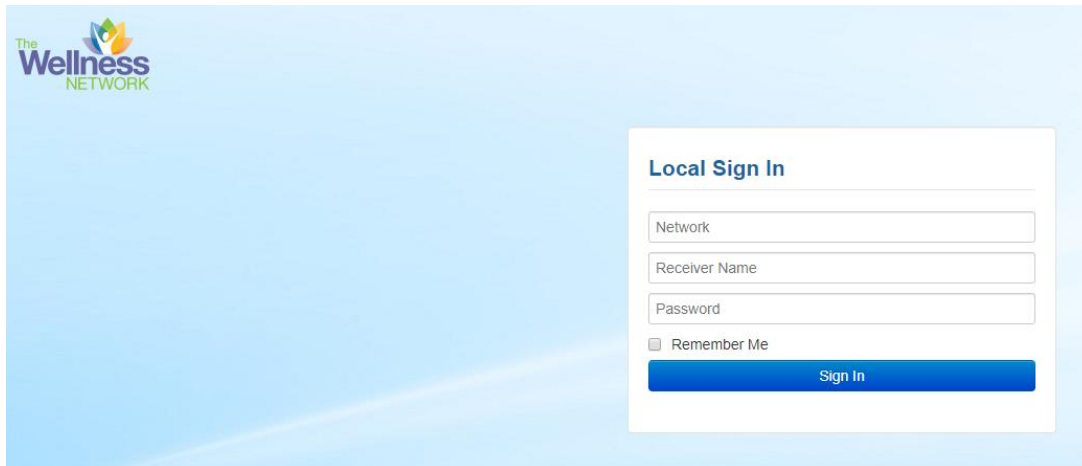 The
Wellness
NETWORK
Local Sign In
Network
Receiver Name
Password
Remember Me
Sign In